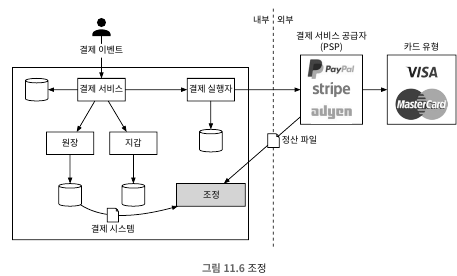 내부 외부
결제 이벤트
결제 서비스 공급자
(PSP)
카드 유형
결제 서비스
결제 실행자
PayPal
stripe
adyen
VISA
MasterCard
원장
지갑
정산 파일
조정
결제 시스템
그림 11.6 조정